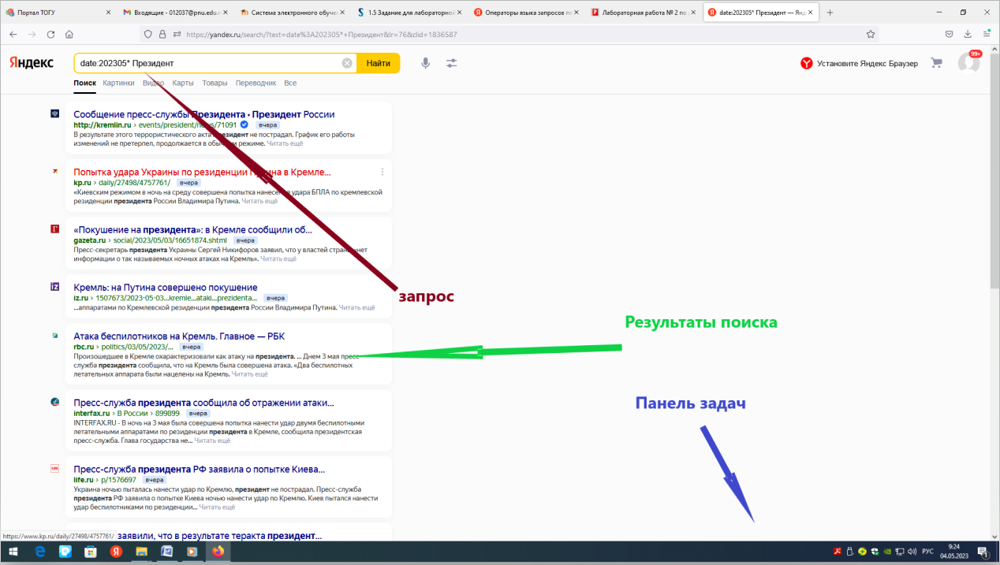 Портал ТОГУ
Входящие - 012037@pnu.edu.r
Система электронного обучен
1.5 Задание для лабораторной
Операторы языка запросов по
Лабораторная работа № 2 по
date:202305* Президент — Янд
https://yandex.ru/search/?text=date%3A202305*+Президент&lr=76&clid=1836587
Яндекс
date:202305* Президент
Найти
Установите Яндекс Браузер
99+
Поиск Картинки Видео Карты Товары Переводчик Все
Сообщение пресс-службы Президента • Президент России
http://kremlin.ru › events/president/news/71091 вчера
В результате этого террористического акта Президент не пострадал. График его работы
изменений не претерпел, продолжается в обычном режиме. Читать ещё
Попытка удара Украины по резиденции Путина в Кремле...
kp.ru › daily/27498/4757761/ вчера
«Киевским режимом в ночь на среду совершена попытка нанесения удара БПЛА по кремлевской
резиденции президента России Владимира Путина. Читать ещё
«Покушение на президента»: в Кремле сообщили об...
gazeta.ru › social/2023/05/03/16651874.shtml вчера
Пресс-секретарь президента Украины Сергей Никифоров заявил, что у властей страны нет
информации о так называемых ночных атаках на Кремль». Читать ещё
Кремль: на Путина совершено покушение
iz.ru › 1507673/2023-05-03...kremle...ataki...prezidenta... вчера
...аппаратами по Кремлевской резиденции президента России Владимира Путина. Читать ещё
запрос
Результаты поиска
Атака беспилотников на Кремль. Главное — РБК
rbc.ru › politics/03/05/2023/... вчера
Произошедшее в Кремле охарактеризовали как атаку на президента. ... Днем 3 мая пресс-
служба президента сообщила, что на Кремль была совершена атака. «Два беспилотных
летательных аппарата были нацелены на Кремль. Читать ещё
Панель задач
Пресс-служба президента сообщила об отражении атаки...
interfax.ru › В России › 899899 вчера
INTERFAX.RU - В ночь на 3 мая была совершена попытка нанести удар двумя беспилотными
летательными аппаратами по резиденции президента в Кремле, сообщила президентская
пресс-служба. Глава государства не... Читать ещё
Пресс-служба президента РФ заявила о попытке Киева...
life.ru › p/1576697 вчера
Украина ночью пыталась нанести удар по Кремлю, президент не пострадал. Пресс-служба
президента РФ заявила о попытке Киева ночью нанести удар по Кремлю. Киев пытался нанести
удар беспилотниками по резиденции... Читать ещё
https://www.kp.ru/daily/27498/4757761/ заявили, что в результате теракта президент...
РУС
9:24
04.05.2023
1